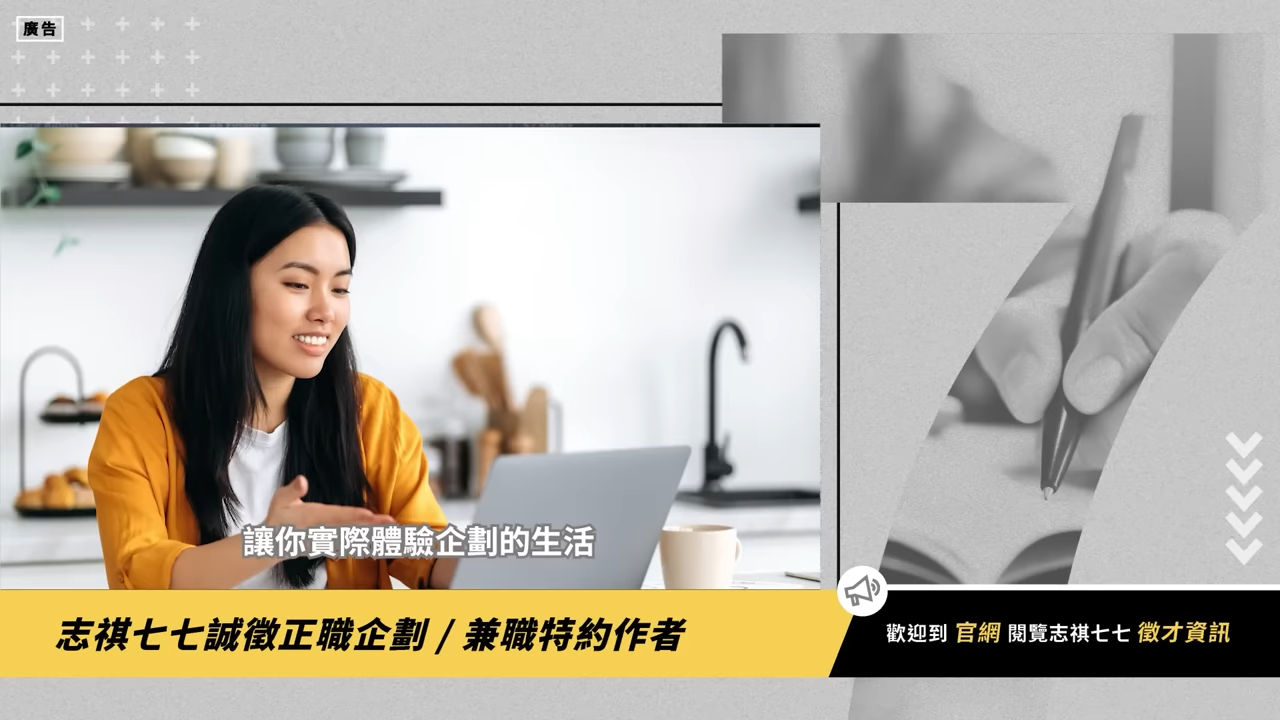 廣告
讓你實際體驗企劃的生活
志祺七七誠徵正職企劃 / 兼職特約作者
歡迎到 官網 閱覽志祺七七 徵才資訊